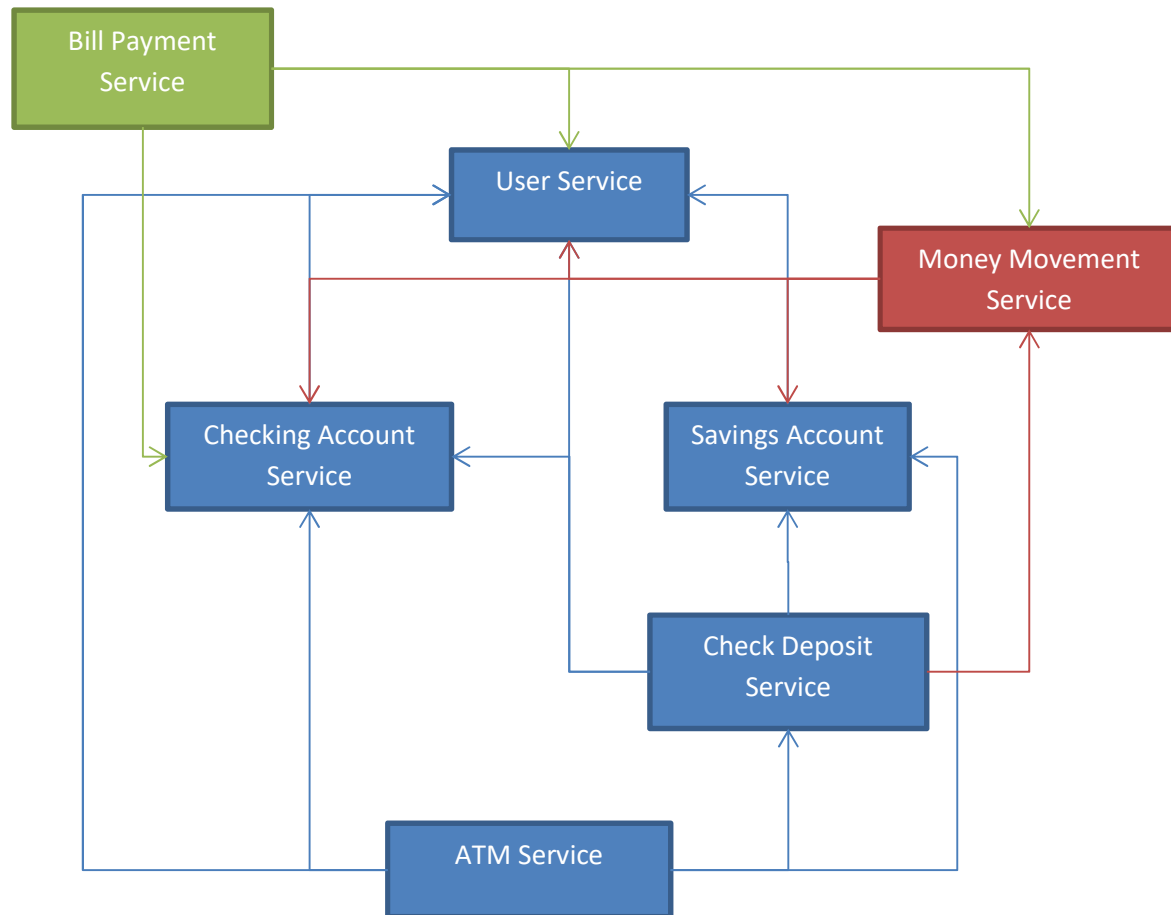 Bill Payment
Service
User Service
Money Movement
Service
Checking Account
Service
Savings Account
Service
Check Deposit
Service
ATM Service